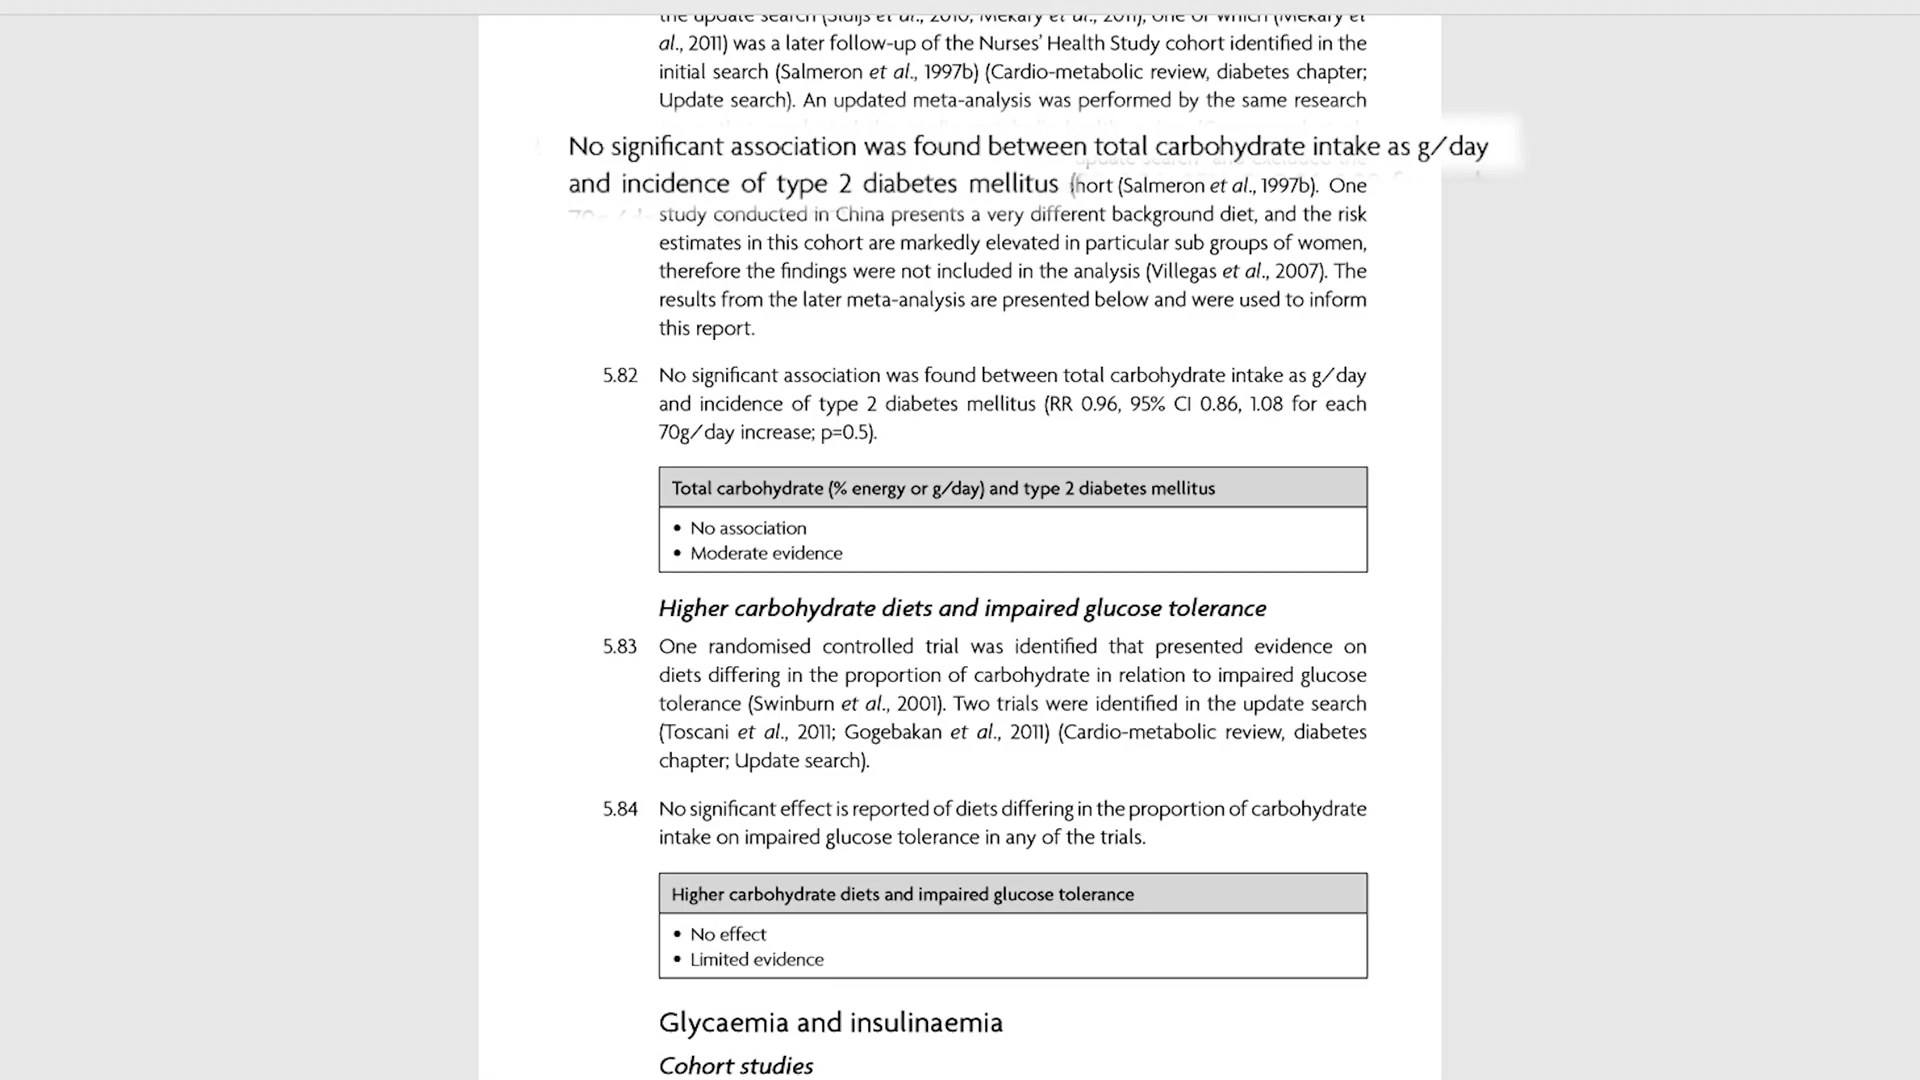 the update search (Sluijs et al., 2010; Mekary et al., 2011), one of which (Mekary et
al., 2011) was a later follow-up of the Nurses’ Health Study cohort identified in the
initial search (Salmeron et al., 1997b) (Cardio-metabolic review, diabetes chapter;
Update search). An updated meta-analysis was performed by the same research
No significant association was found between total carbohydrate intake as g/day
and incidence of type 2 diabetes mellitus
(Salmeron et al., 1997b). One
study conducted in China presents a very different background diet, and the risk
estimates in this cohort are markedly elevated in particular sub groups of women,
therefore the findings were not included in the analysis (Villegas et al., 2007). The
results from the later meta-analysis are presented below and were used to inform
this report.
5.82 No significant association was found between total carbohydrate intake as g/day
and incidence of type 2 diabetes mellitus (RR 0.96, 95% CI 0.86, 1.08 for each
70g/day increase; p=0.5).
Total carbohydrate (% energy or g/day) and type 2 diabetes mellitus
• No association
• Moderate evidence
Higher carbohydrate diets and impaired glucose tolerance
5.83 One randomised controlled trial was identified that presented evidence on
diets differing in the proportion of carbohydrate in relation to impaired glucose
tolerance (Swinburn et al., 2001). Two trials were identified in the update search
(Toscani et al., 2011; Gogebakan et al., 2011) (Cardio-metabolic review, diabetes
chapter; Update search).
5.84 No significant effect is reported of diets differing in the proportion of carbohydrate
intake on impaired glucose tolerance in any of the trials.
Higher carbohydrate diets and impaired glucose tolerance
• No effect
• Limited evidence
Glycaemia and insulinaemia
Cohort studies